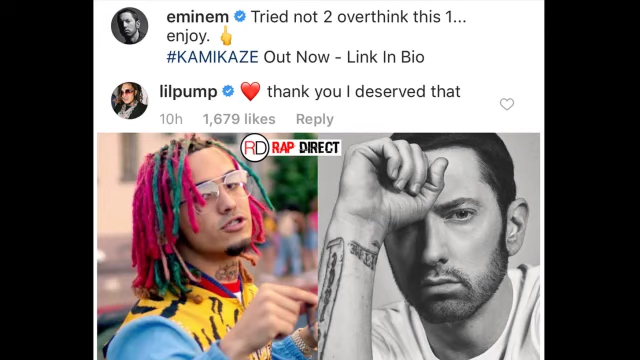 eminem Tried not 2 overthink this 1...
enjoy. 🖕
#KAMIKAZE Out Now - Link In Bio
lilpump ❤️ thank you I deserved that
10h 1,679 likes Reply
RD RAP DIRECT